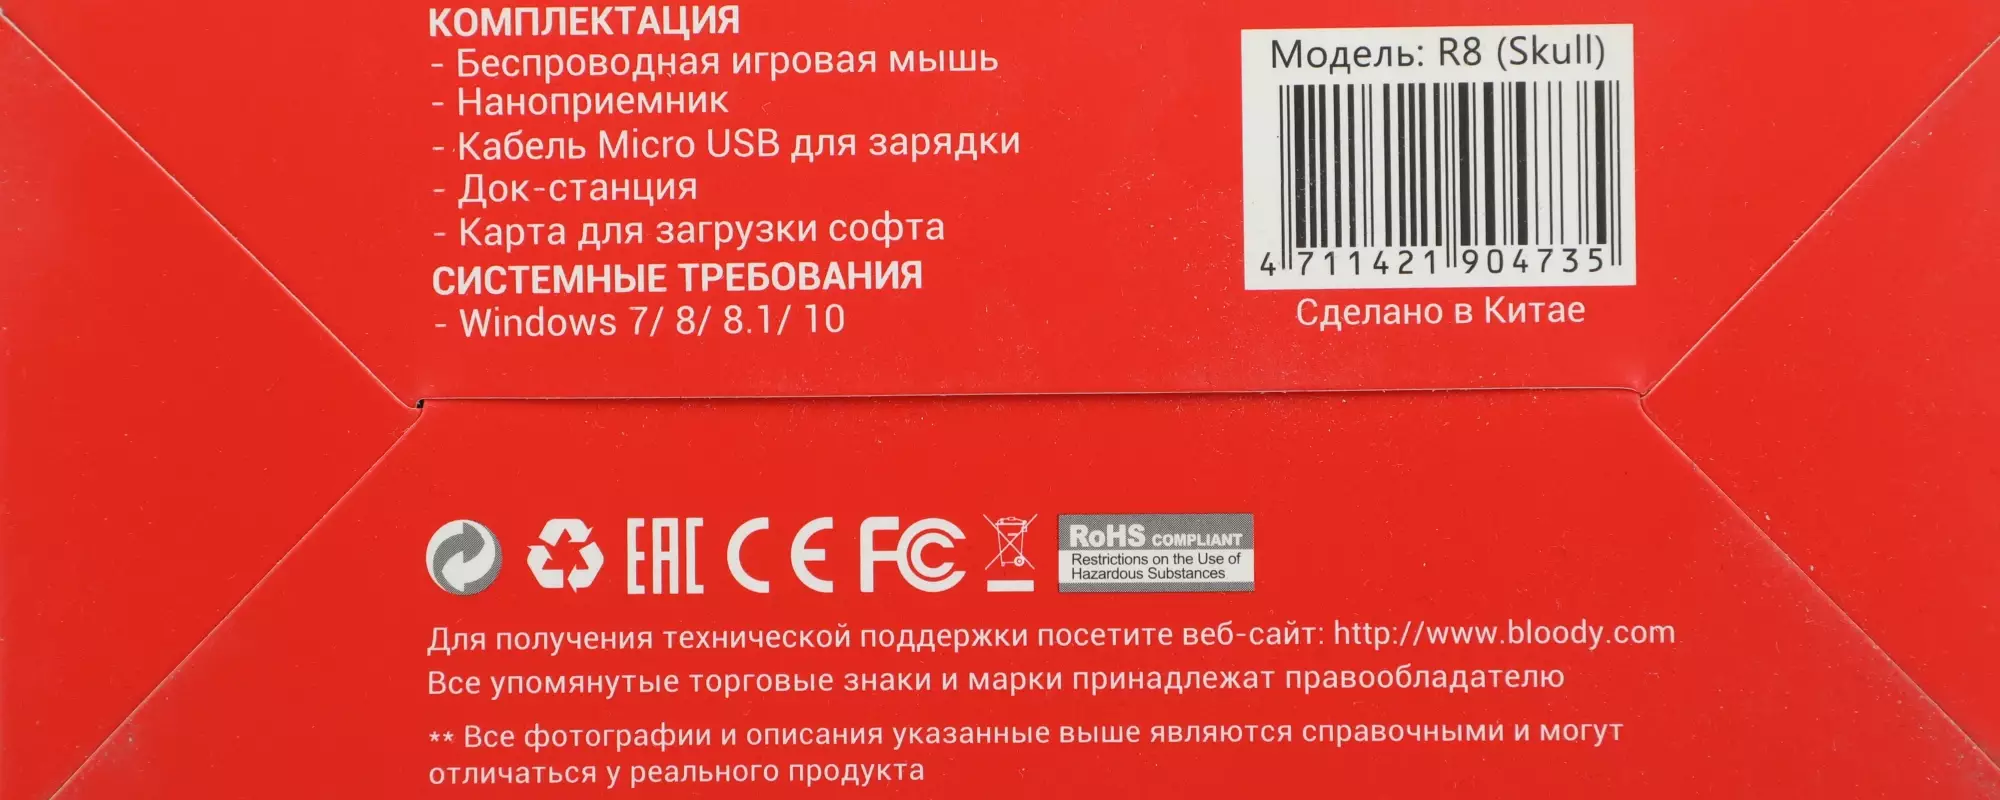 КОМПЛЕКТАЦИЯ
- Беспроводная игровая мышь
- Наноприемник
- Кабель Micro USB для зарядки
- Док-станция
- Карта для загрузки софта
СИСТЕМНЫЕ ТРЕБОВАНИЯ
- Windows 7/ 8/ 8.1/ 10
Модель: R8 (Skull)
4 711421 904735
Сделано в Китае
EAC CE FC
RoHS COMPLIANT
Restrictions on the Use of
Hazardous Substances
Для получения технической поддержки посетите веб-сайт: http://www.bloody.com
Все упомянутые торговые знаки и марки принадлежат правообладателю
** Все фотографии и описания указанные выше являются справочными и могут
отличаться у реального продукта